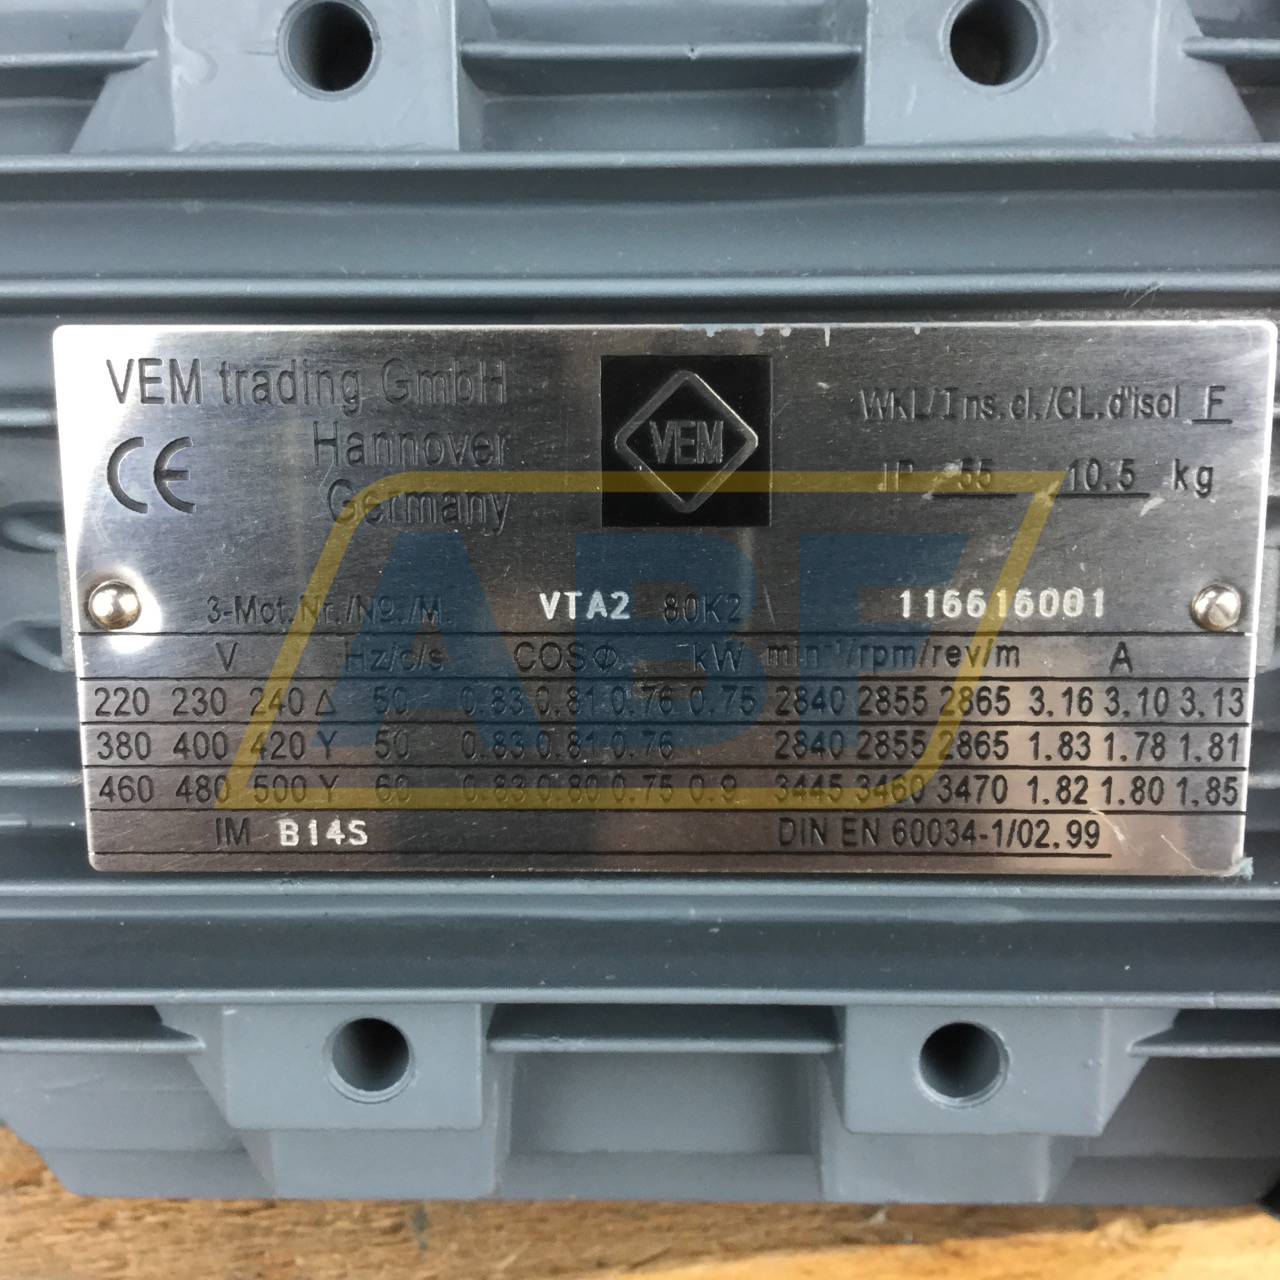 VEM trading GmbH
Hannover
Germany
CE
VEM
WKL/Ins.cl./CL.d'isol F
IP 55 10.5 kg
3-Mot.Nr./Nº./M. VTA2 80K2 116616001
V Hz/c/s COSΦ kW min⁻¹/rpm/rev/m A
220 230 240 Δ 50 0.83 0.81 0.76 0.75 2840 2855 2865 3.16 3.10 3.13
380 400 420 Y 50 0.83 0.81 0.76 2840 2855 2865 1.83 1.78 1.81
460 480 500 Y 60 0.83 0.80 0.75 0.9 3445 3460 3470 1.82 1.80 1.85
IM B14S DIN EN 60034-1/02.99
ABF